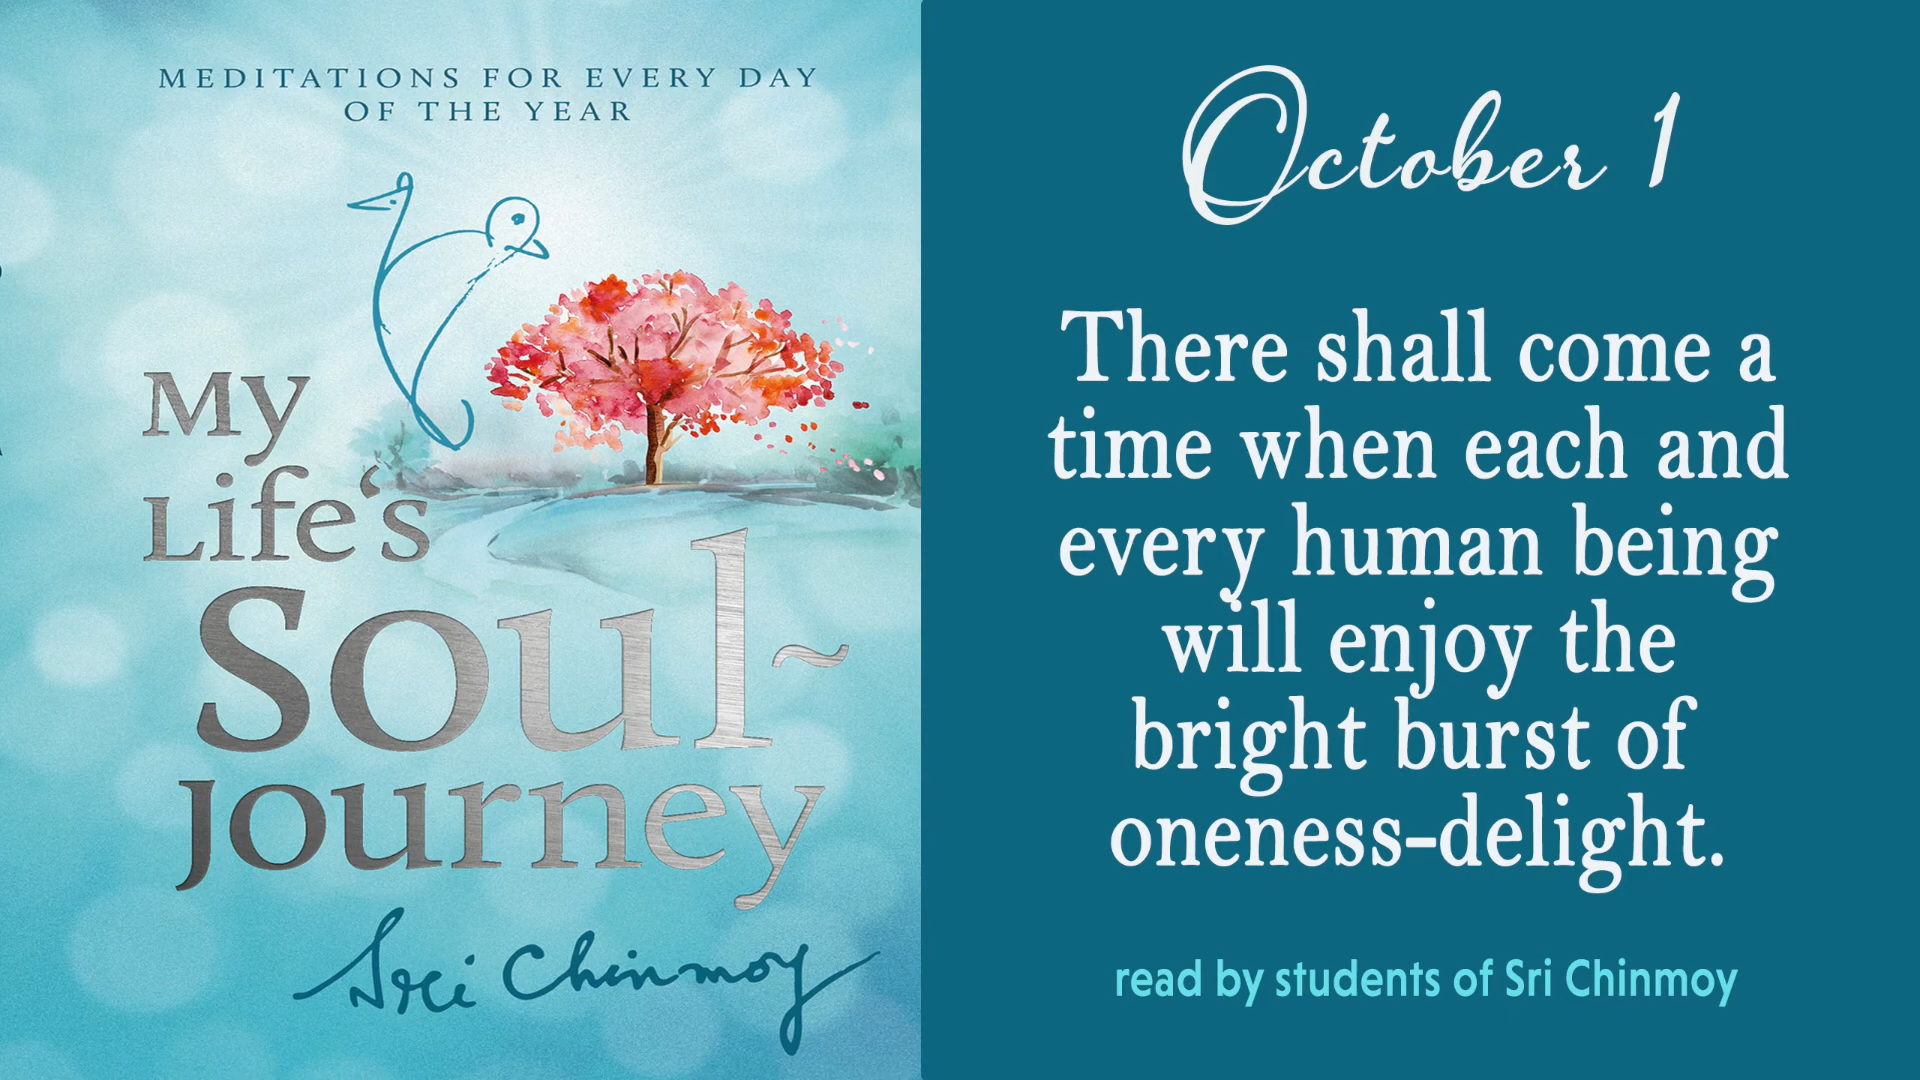 MEDITATIONS FOR EVERY DAY
OF THE YEAR
My
Life‘s
Soul~
Journey
Sri Chinmoy
October 1
There shall come a
time when each and
every human being
will enjoy the
bright burst of
oneness-delight.
read by students of Sri Chinmoy